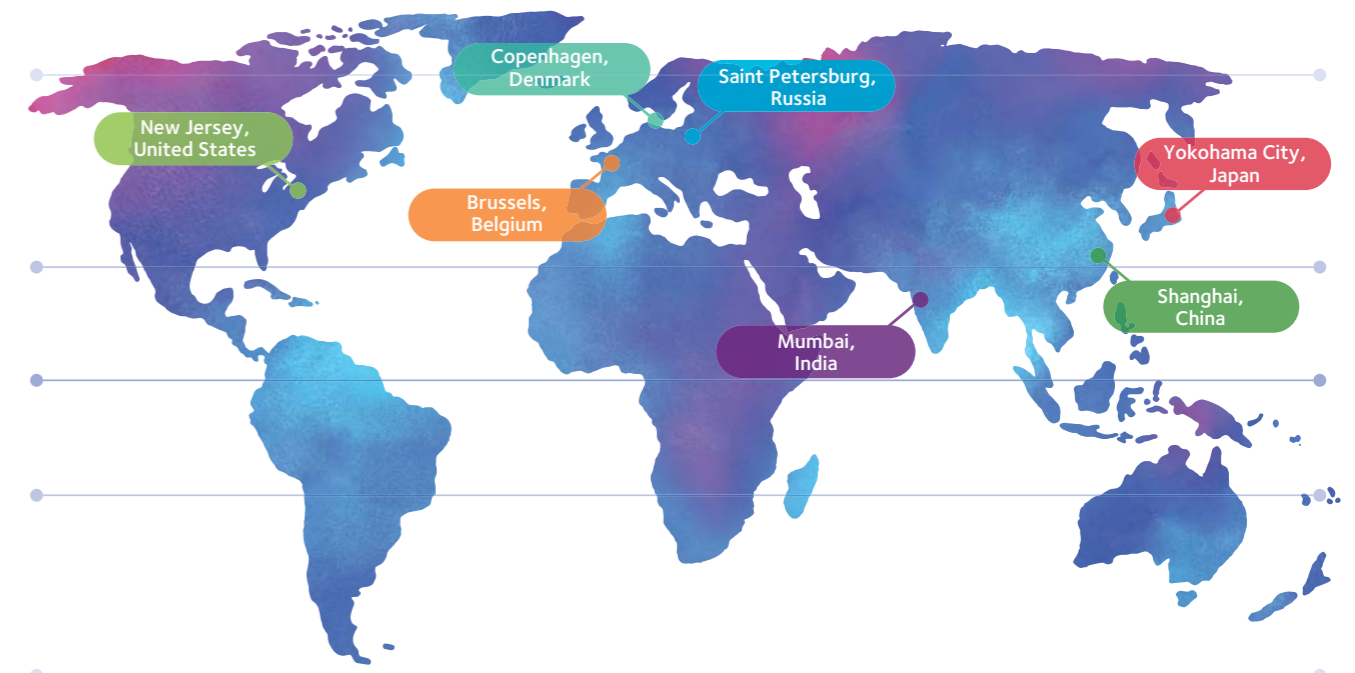 Copenhagen,
Denmark
Saint Petersburg,
Russia
New Jersey,
United States
Yokohama City,
Japan
Brussels,
Belgium
Shanghai,
China
Mumbai,
India